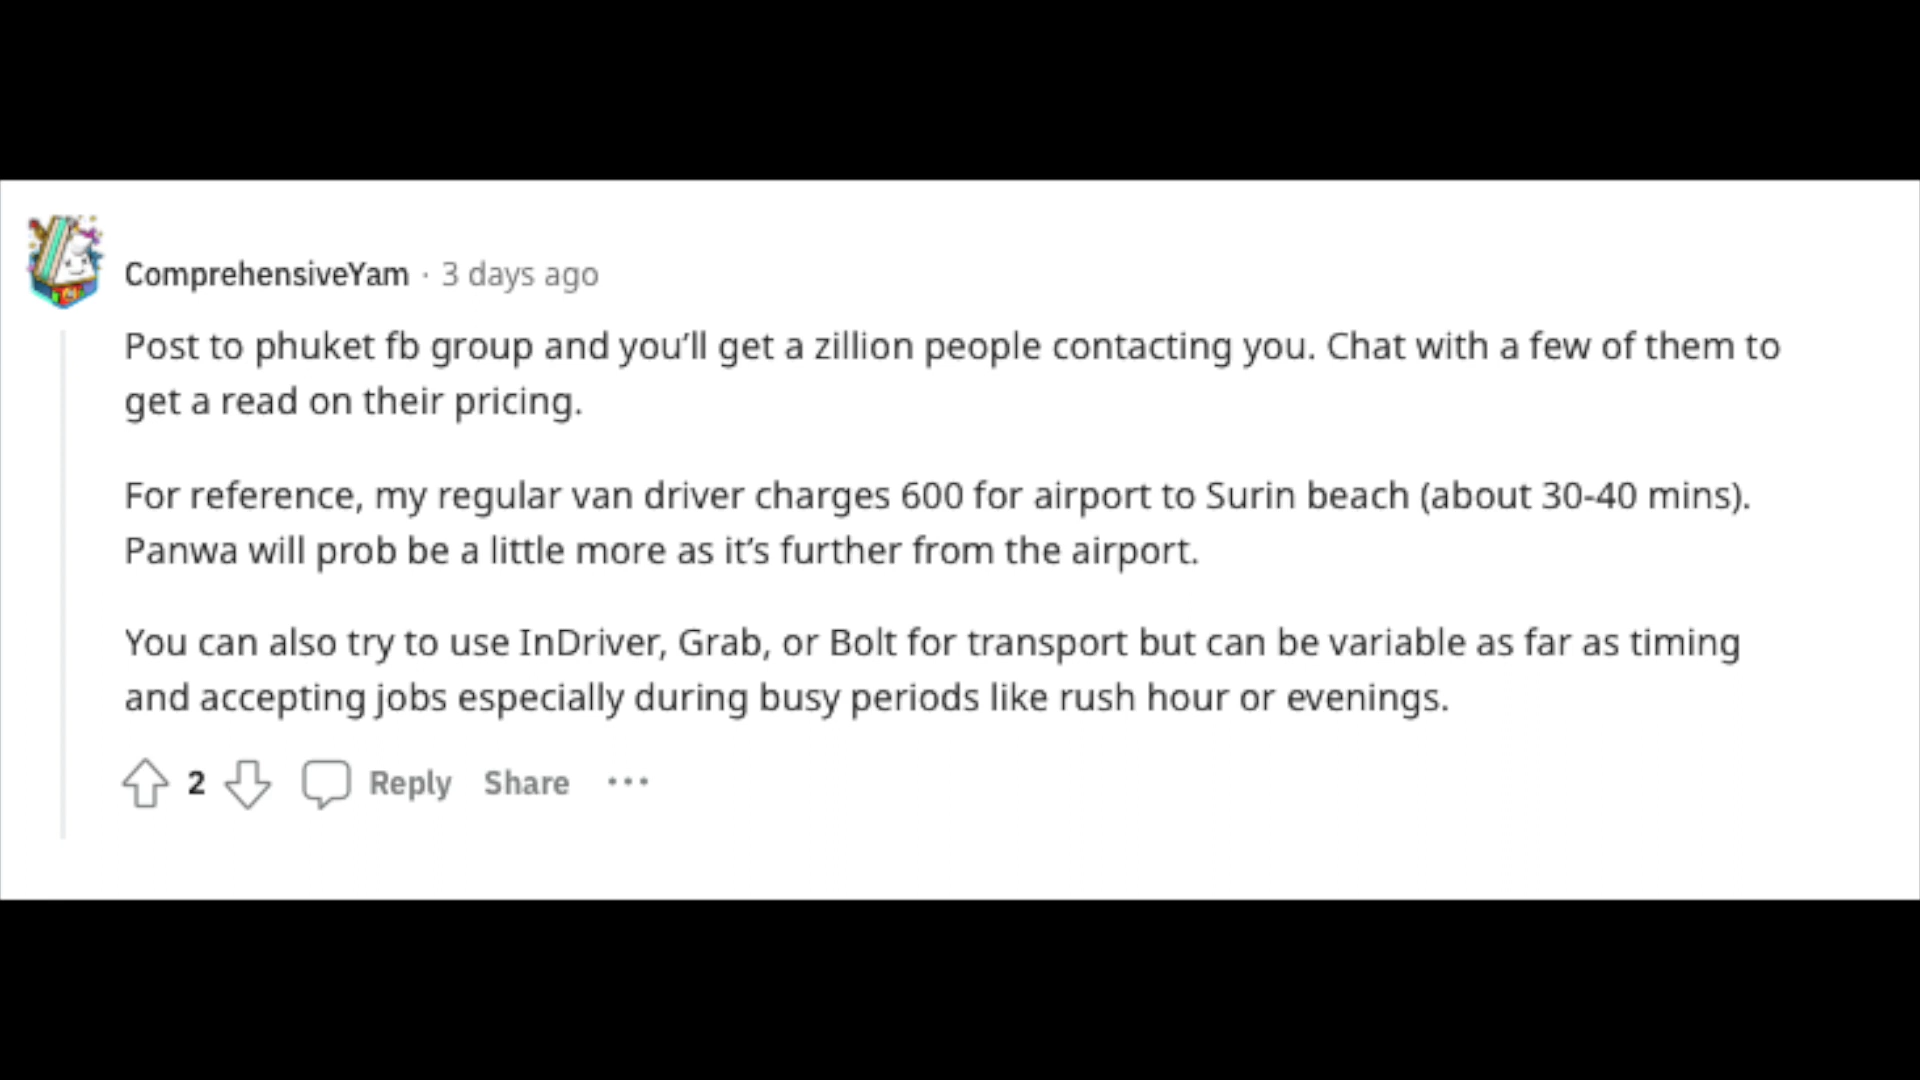 ComprehensiveYam · 3 days ago
Post to phuket fb group and you’ll get a zillion people contacting you. Chat with a few of them to
get a read on their pricing.
For reference, my regular van driver charges 600 for airport to Surin beach (about 30-40 mins).
Panwa will prob be a little more as it’s further from the airport.
You can also try to use InDriver, Grab, or Bolt for transport but can be variable as far as timing
and accepting jobs especially during busy periods like rush hour or evenings.
2 Reply Share ···